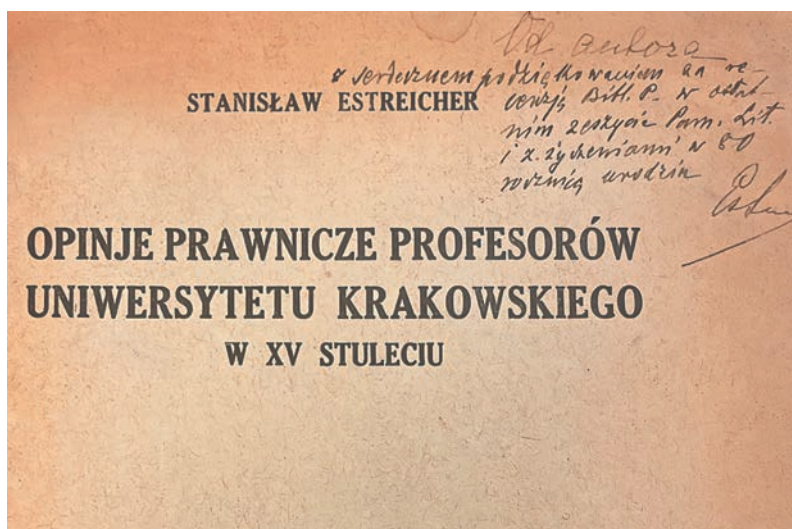 Od autora
z serdecznem podziękowaniem za re-
cenzję Bibl. P. w ostat-
nim zeszycie Pam. Lit.
i z życzeniami w 80
rocznicę urodzin
STANISŁAW ESTREICHER
OPINJE PRAWNICZE PROFESORÓW
UNIWERSYTETU KRAKOWSKIEGO
W XV STULECIU